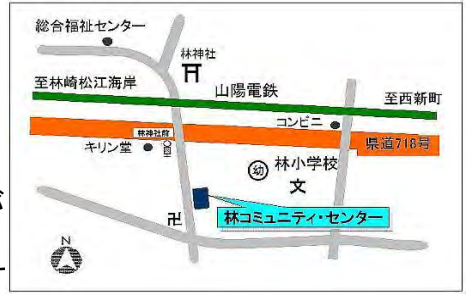 総合福祉センター
林神社
至林崎松江海岸
山陽電鉄
至西新町
コンビニ
林神社前
県道718号
キリン堂
幼
林小学校
文
卍
林コミュニティ・センター
N